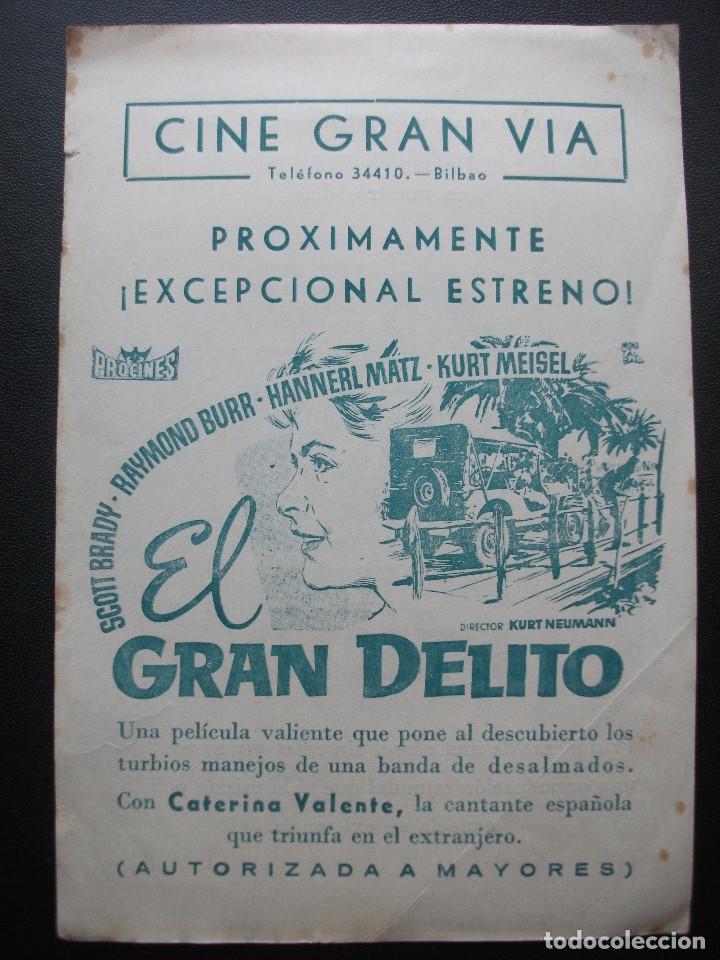 CINE GRAN VIA
Teléfono 34410.—Bilbao
PROXIMAMENTE
¡EXCEPCIONAL ESTRENO!
PROCINES
SCOTT BRADY · RAYMOND BURR · HANNERL MATZ · KURT MEISEL
El
DIRECTOR KURT NEUMANN
GRAN DELITO
Una película valiente que pone al descubierto los
turbios manejos de una banda de desalmados.
Con Caterina Valente, la cantante española
que triunfa en el extranjero.
(AUTORIZADA A MAYORES)
todocoleccion.net